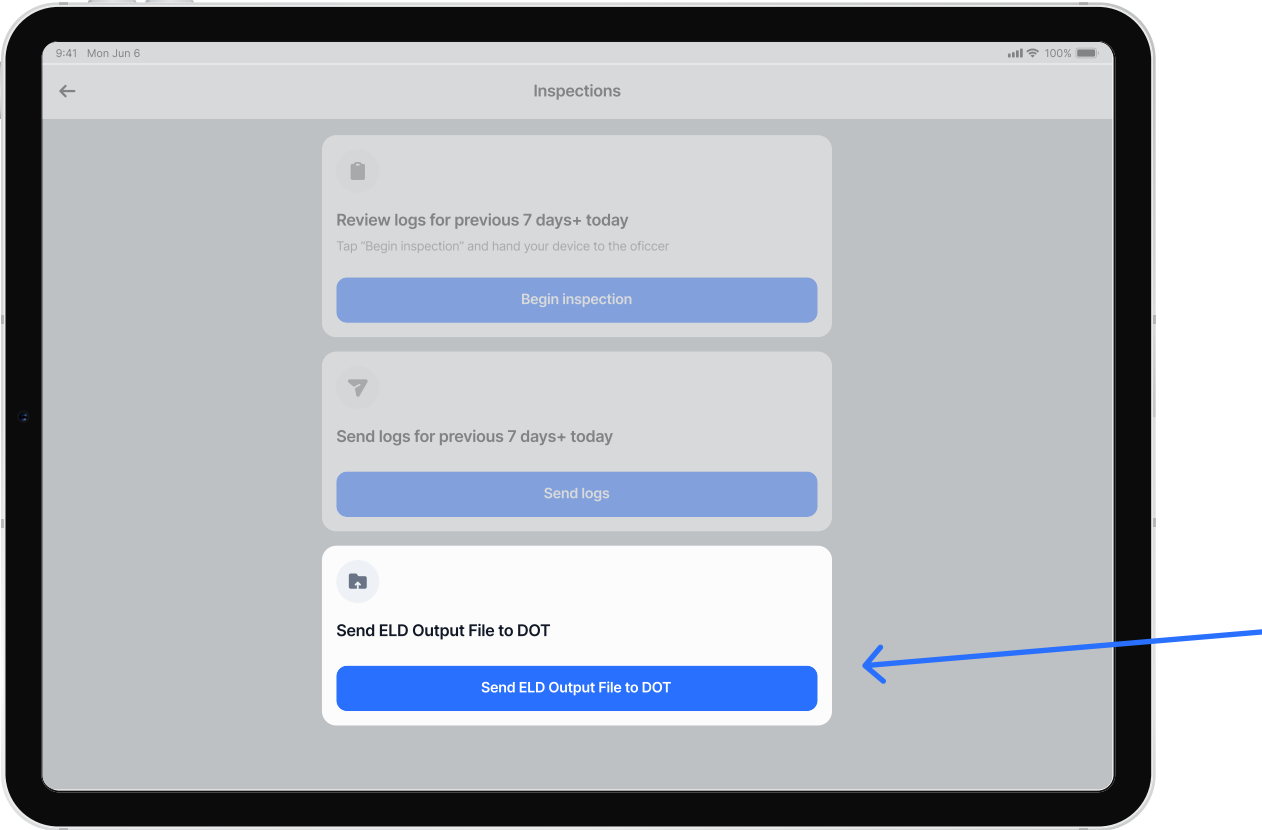 9:41 Mon Jun 6 100%
Inspections
Review logs for previous 7 days+ today
Tap “Begin inspection” and hand your device to the oficcer
Begin inspection
Send logs for previous 7 days+ today
Send logs
Send ELD Output File to DOT
Send ELD Output File to DOT